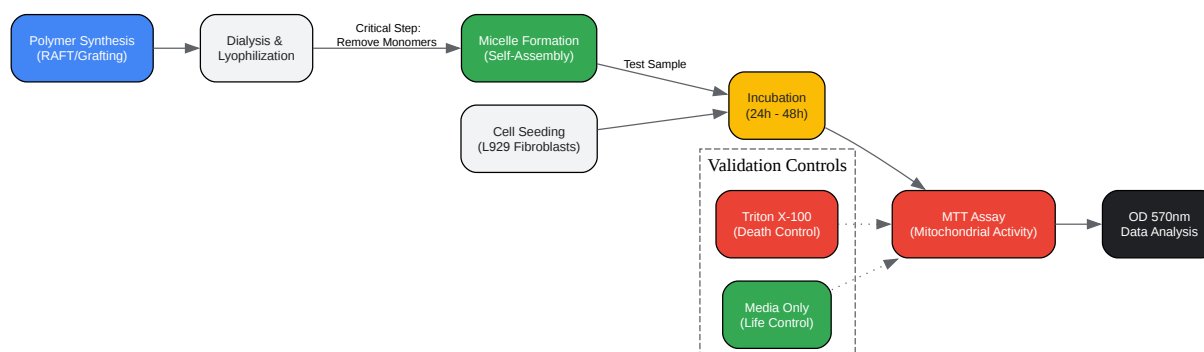 Polymer Synthesis
(RAFT/Grafting)
Dialysis &
Lyophilization
Critical Step:
Remove Monomers
Micelle Formation
(Self-Assembly)
Test Sample
Cell Seeding
(L929 Fibroblasts)
Incubation
(24h - 48h)
Validation Controls
Triton X-100
(Death Control)
Media Only
(Life Control)
MTT Assay
(Mitochondrial Activity)
OD 570nm
Data Analysis